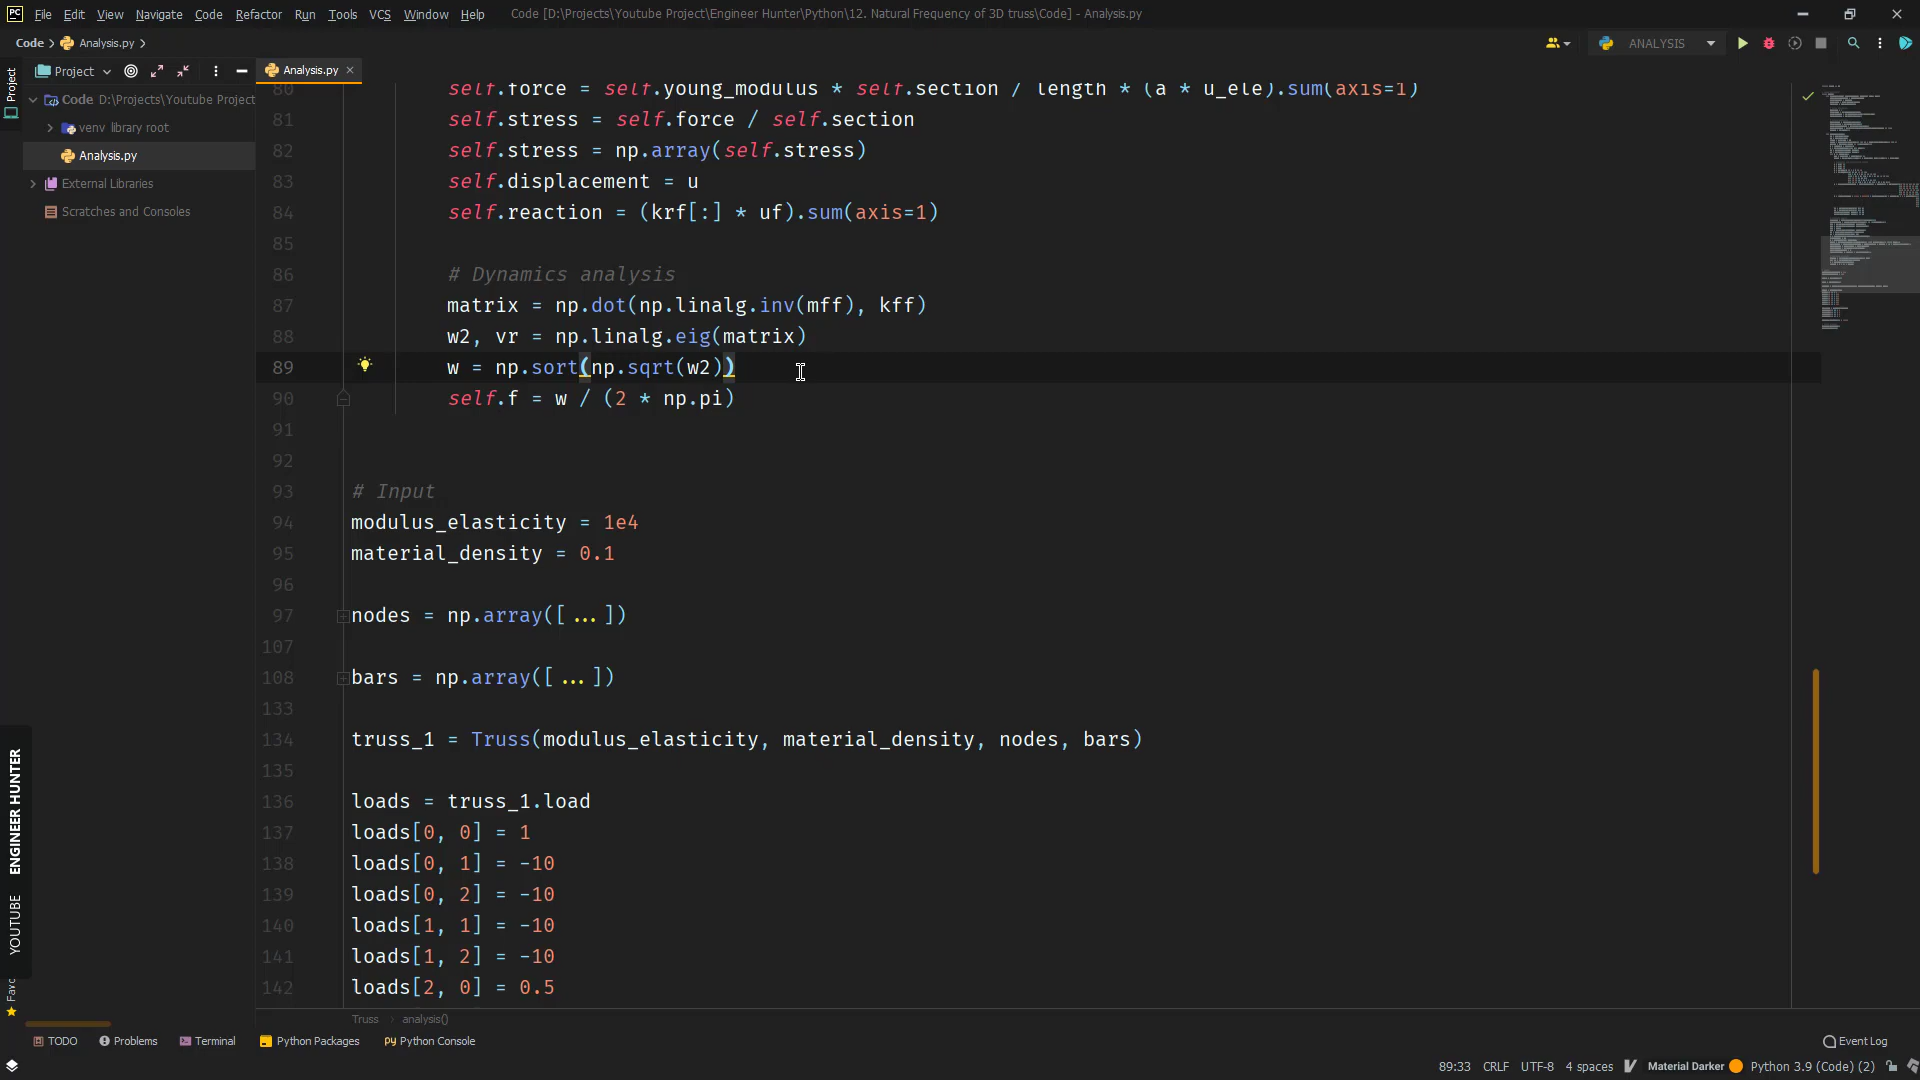 PC File Edit View Navigate Code Refactor Run Tools VCS Window Help Code [D:\Projects\Youtube Project\Engineer Hunter\Python\12. Natural Frequency of 3D truss\Code] - Analysis.py
Code Analysis.py ANALYSIS
Project
Project
Analysis.py
Code D:\Projects\Youtube Project
venv library root
Analysis.py
External Libraries
Scratches and Consoles
80 self.force = self.young_modulus * self.section / length * (a * u_ele).sum(axis=1)
81 self.stress = self.force / self.section
82 self.stress = np.array(self.stress)
83 self.displacement = u
84 self.reaction = (krf[:] * uf).sum(axis=1)
85
86 # Dynamics analysis
87 matrix = np.dot(np.linalg.inv(mff), kff)
88 w2, vr = np.linalg.eig(matrix)
89 w = np.sort(np.sqrt(w2))
90 self.f = w / (2 * np.pi)
91
92
93 # Input
94 modulus_elasticity = 1e4
95 material_density = 0.1
96
97 nodes = np.array([...])
107
108 bars = np.array([...])
133
134 truss_1 = Truss(modulus_elasticity, material_density, nodes, bars)
135
136 loads = truss_1.load
137 loads[0, 0] = 1
138 loads[0, 1] = -10
139 loads[0, 2] = -10
140 loads[1, 1] = -10
141 loads[1, 2] = -10
142 loads[2, 0] = 0.5
YOUTUBE ENGINEER HUNTER
Truss analysis()
TODO Problems Terminal Python Packages Python Console Event Log
89:33 CRLF UTF-8 4 spaces Material Darker Python 3.9 (Code) (2)